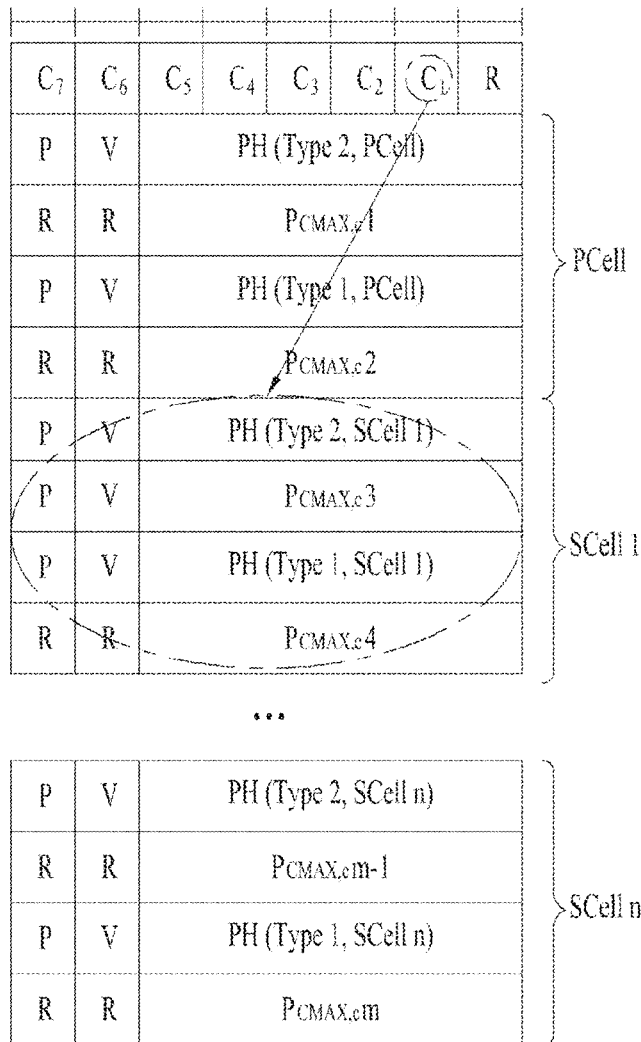 C₇ C₆ C₅ C₄ C₃ C₂ C₁ R
P V PH (Type 2, PCell)
R R PCMAX,c1
P V PH (Type 1, PCell)
R R PCMAX,c2
PCell
P V PH (Type 2, SCell 1)
P V PCMAX,c3
P V PH (Type 1, SCell 1)
R R PCMAX,c4
SCell 1
...
P V PH (Type 2, SCell n)
R R PCMAX,cm-1
P V PH (Type 1, SCell n)
R R PCMAX,cm
SCell n